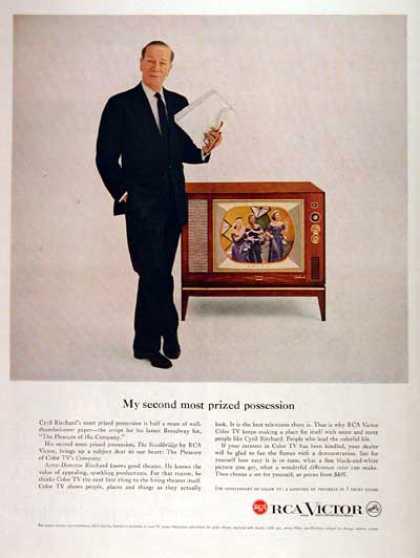 My second most prized possession
Cyril Ritchard's most prized possession is half a ream of well-
thumbed-over paper—the script for his latest Broadway hit,
"The Pleasure of His Company."
His second most prized possession, The Strathbridge by RCA
Victor, brings up a subject dear to our heart: The Pleasure
of Color TV's Company.
Actor-Director Ritchard knows good theater. He knows the
value of appealing, sparkling productions. For that reason, he
thinks Color TV the next best thing to the living theater itself.
Color TV shows people, places and things as they actually
look. It is the best television there is. That is why RCA Victor
Color TV keeps making a place for itself with more and more
people like Cyril Ritchard. People who lead the colorful life.
If your interest in Color TV has been kindled, your dealer
will be glad to fan the flames with a demonstration. See for
yourself how easy it is to tune, what a fine black-and-white
picture you get, what a wonderful difference color can make.
Then choose a set for yourself, at prices from $495.
RCA VICTOR